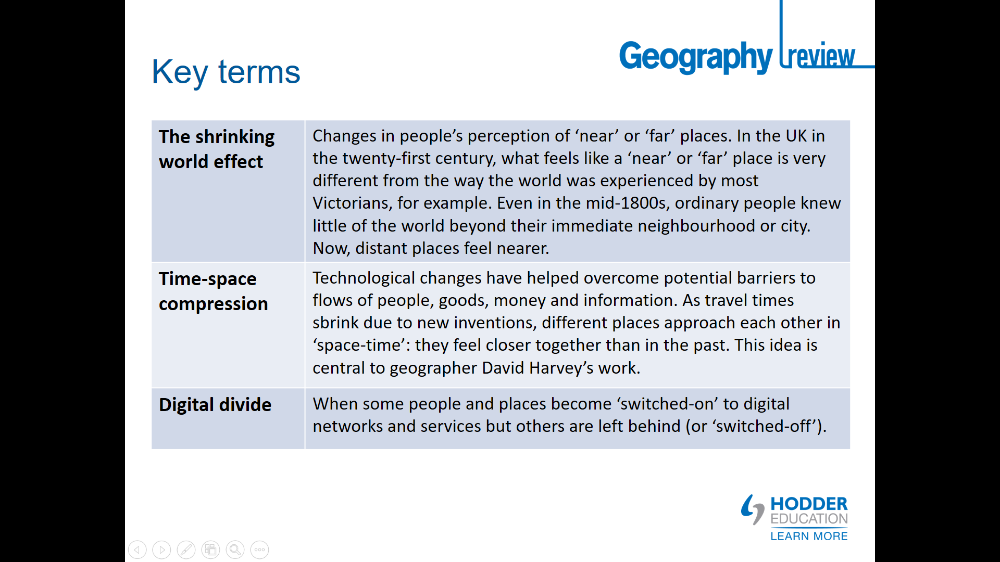 Geography review
Key terms
The shrinking
world effect
Changes in people’s perception of ‘near’ or ‘far’ places. In the UK in
the twenty-first century, what feels like a ‘near’ or ‘far’ place is very
different from the way the world was experienced by most
Victorians, for example. Even in the mid-1800s, ordinary people knew
little of the world beyond their immediate neighbourhood or city.
Now, distant places feel nearer.
Time-space
compression
Technological changes have helped overcome potential barriers to
flows of people, goods, money and information. As travel times
sbrink due to new inventions, different places approach each other in
‘space-time’: they feel closer together than in the past. This idea is
central to geographer David Harvey’s work.
Digital divide
When some people and places become ‘switched-on’ to digital
networks and services but others are left behind (or ‘switched-off’).
HODDER
EDUCATION
LEARN MORE